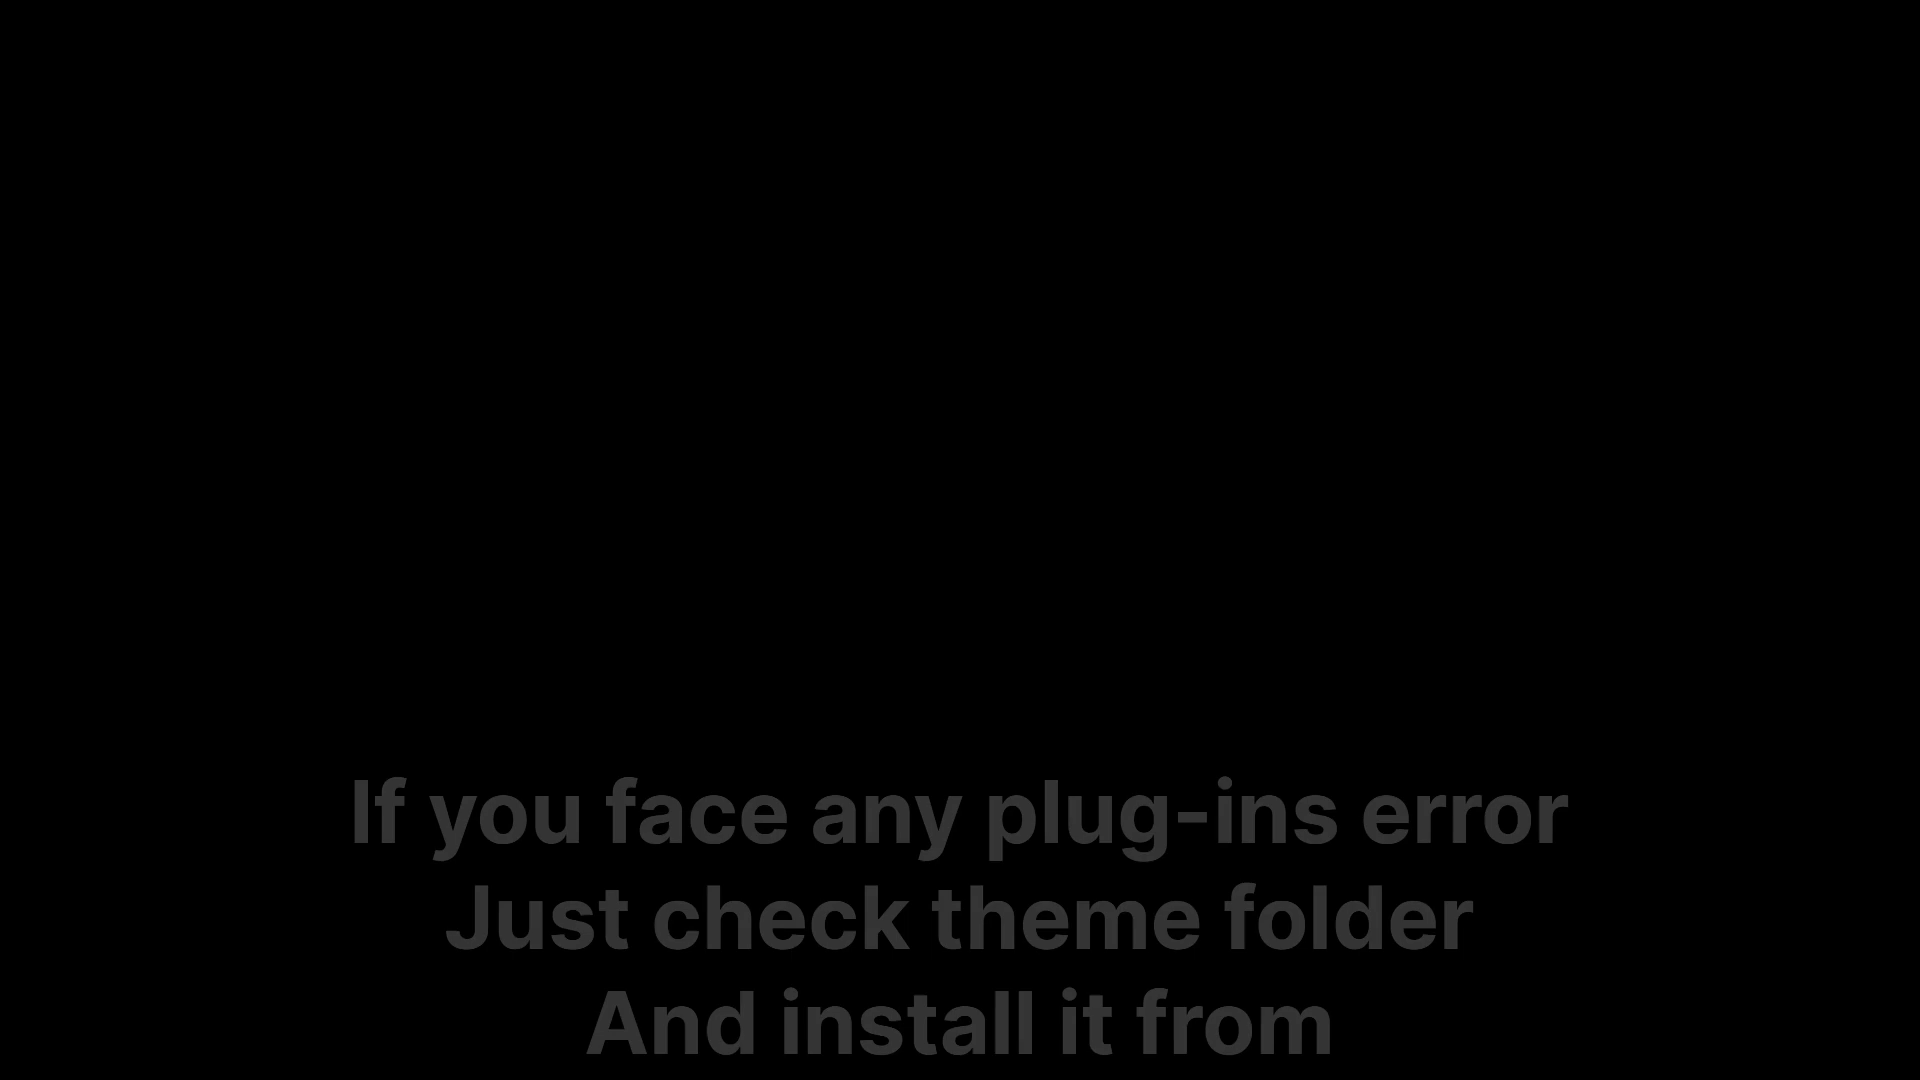 If you face any plug-ins error
Just check theme folder
And install it from